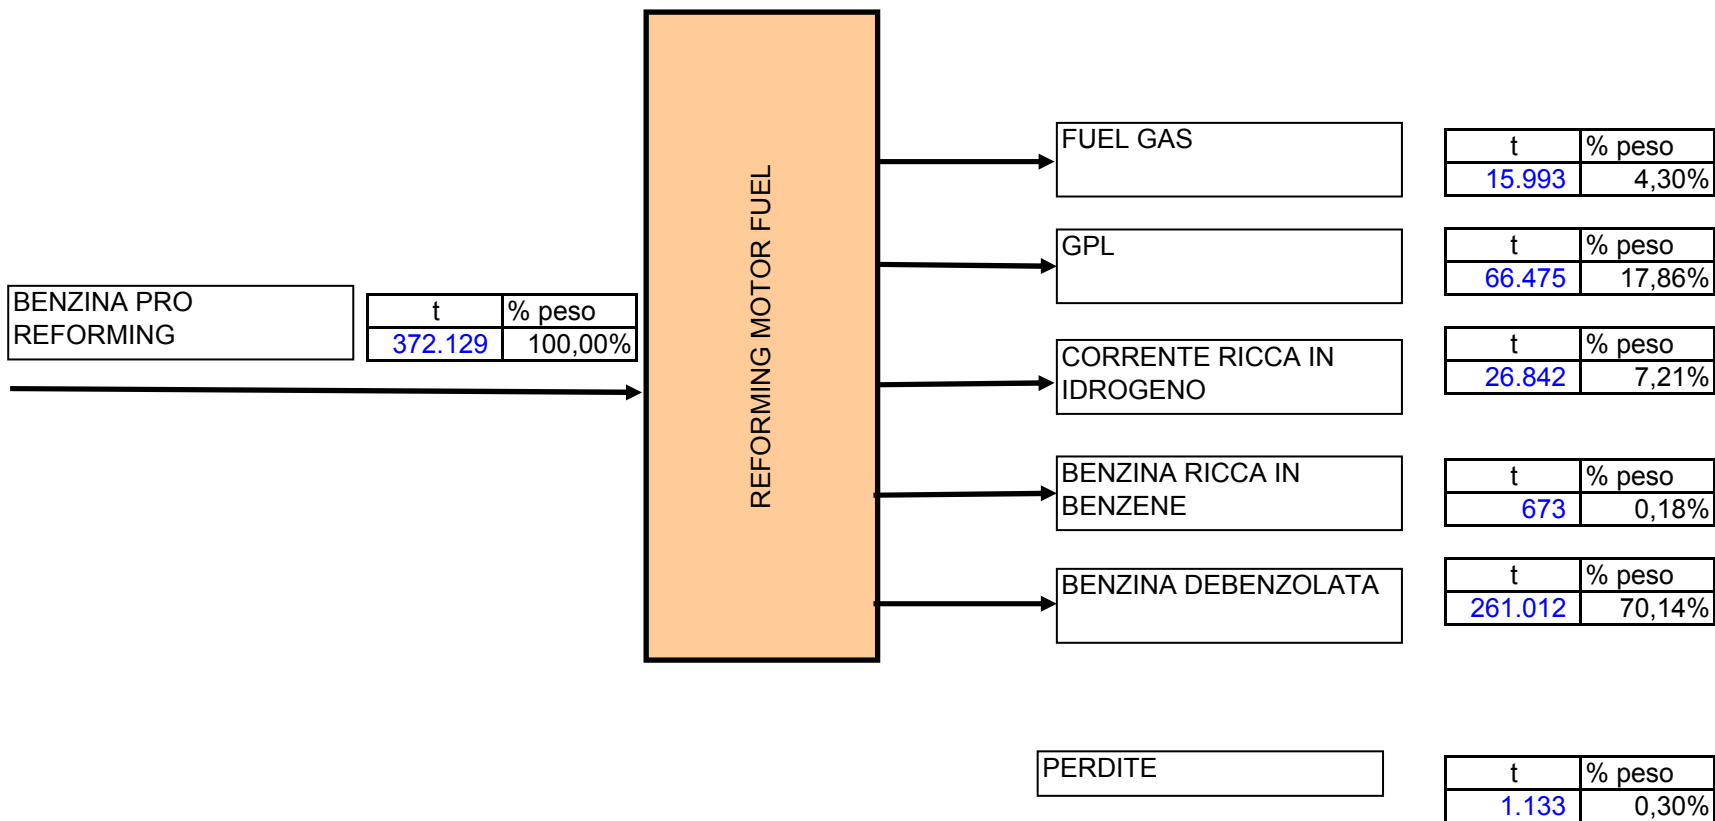 BENZINA PRO
REFORMING
t % peso
372.129 100,00%
REFORMING MOTOR FUEL
FUEL GAS
t % peso
15.993 4,30%
GPL
t % peso
66.475 17,86%
CORRENTE RICCA IN
IDROGENO
t % peso
26.842 7,21%
BENZINA RICCA IN
BENZENE
t % peso
673 0,18%
BENZINA DEBENZOLATA
t % peso
261.012 70,14%
PERDITE
t % peso
1.133 0,30%